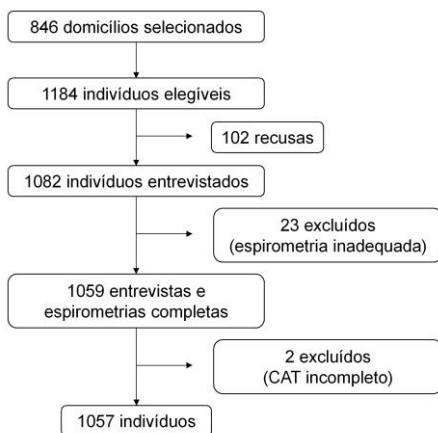 846 domicílios selecionados
1184 indivíduos elegíveis
102 recusas
1082 indivíduos entrevistados
23 excluídos
(espirometria inadequada)
1059 entrevistas e
espirometrias completas
2 excluídos
(CAT incompleto)
1057 indivíduos